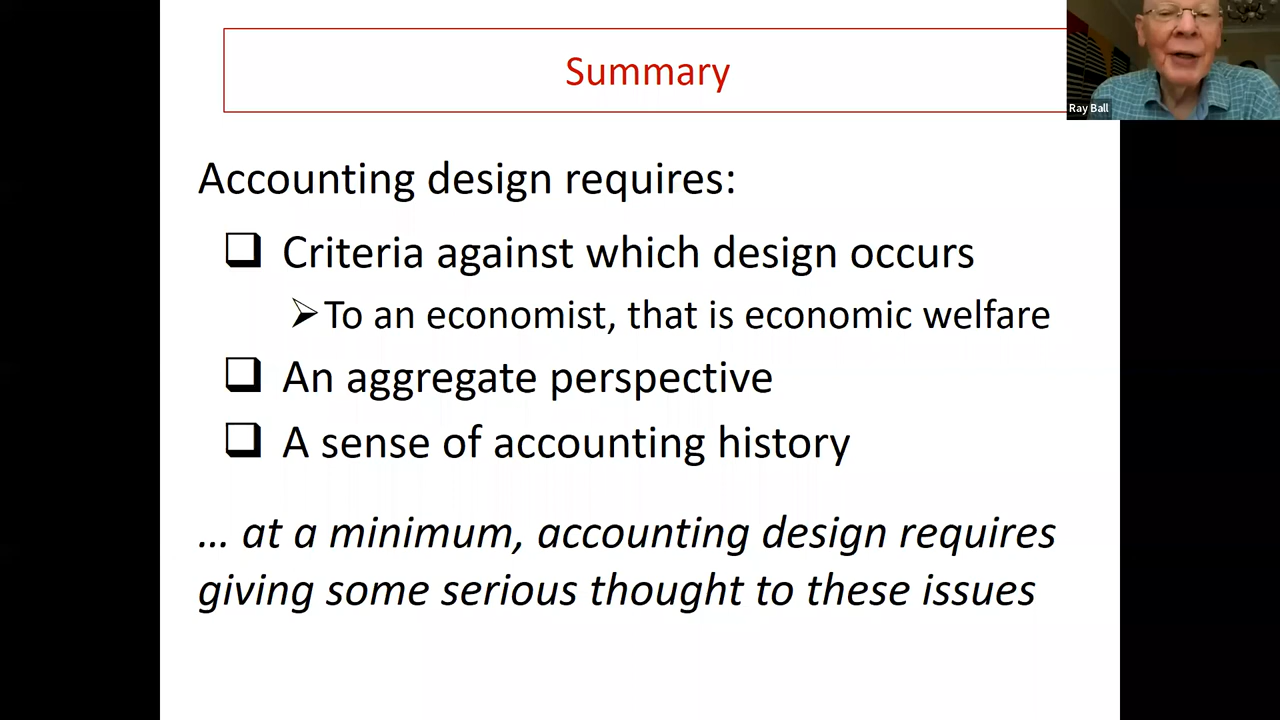 Summary
Ray Ball
Accounting design requires:
Criteria against which design occurs
To an economist, that is economic welfare
An aggregate perspective
A sense of accounting history
... at a minimum, accounting design requires
giving some serious thought to these issues